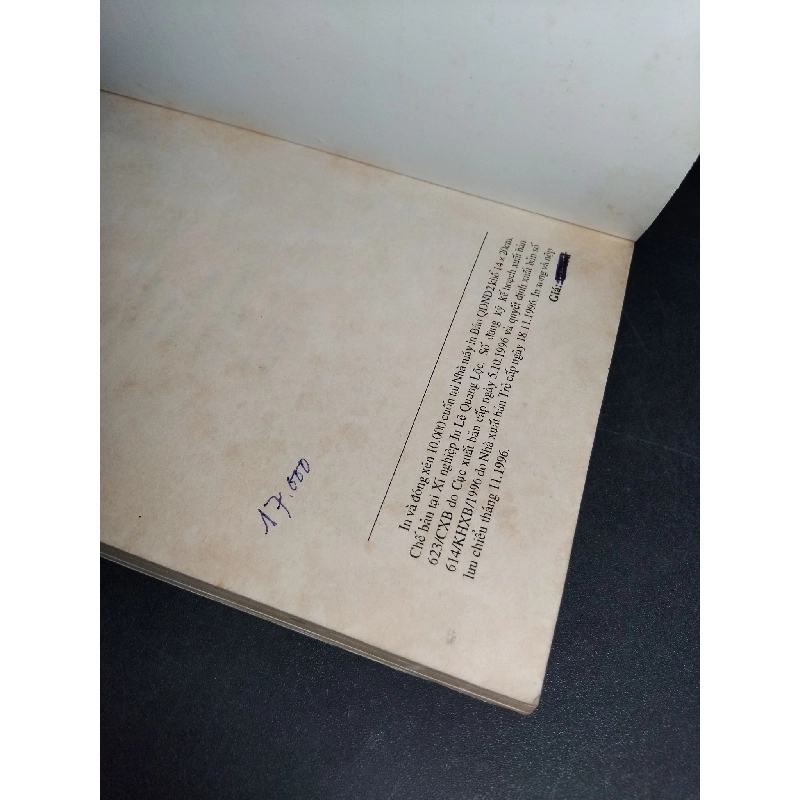 In và đóng xén 10.000 cuốn tại Nhà máy in Báo QĐND2 khổ 14 x 20cm.
Chế bản tại Xí nghiệp In Lê Quang Lộc. Số đăng ký kế hoạch xuất bản
623/CXB do Cục xuất bản cấp ngày 5.10.1996 và quyết định xuất bản số
614/KHXB/1996 do Nhà xuất bản Trẻ cấp ngày 18.11.1996. In xong và nộp
lưu chiểu tháng 11.1996.
Giá:
17.000